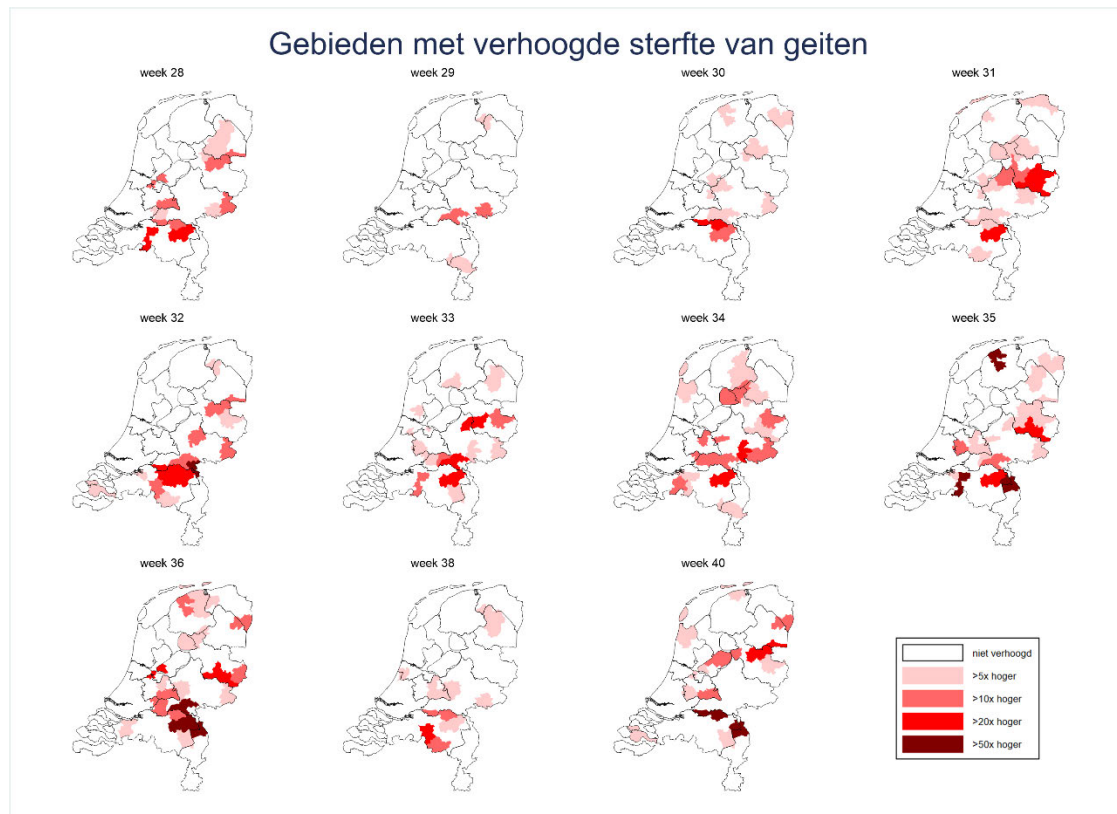 Gebieden met verhoogde sterfte van geiten
week 28
week 29
week 30
week 31
week 32
week 33
week 34
week 35
week 36
week 38
week 40
niet verhoogd
>5x hoger
>10x hoger
>20x hoger
>50x hoger